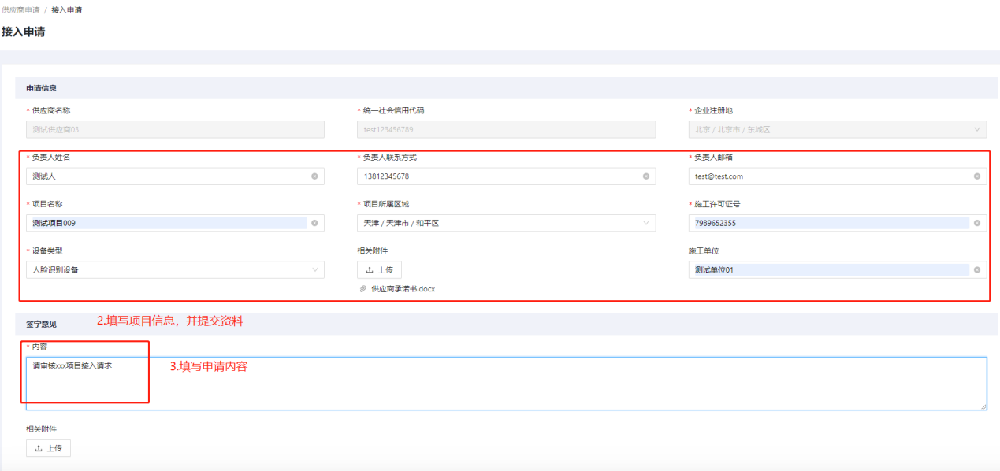 供应商申请 / 接入申请
接入申请
申请信息
* 供应商名称 * 统一社会信用代码 * 企业注册地
测试供应商03 test123456789 北京 / 北京市 / 东城区
* 负责人姓名 * 负责人联系方式 * 负责人邮箱
测试人 13812345678 test@test.com
* 项目名称 * 项目所属区域 * 施工许可证号
测试项目009 天津 / 天津市 / 和平区 7989652355
* 设备类型 相关附件 施工单位
人脸识别设备 上传 测试单位01
供应商承诺书.docx
签字意见 2.填写项目信息，并提交资料
* 内容
请审核xxx项目接入请求 3.填写申请内容
相关附件
上传